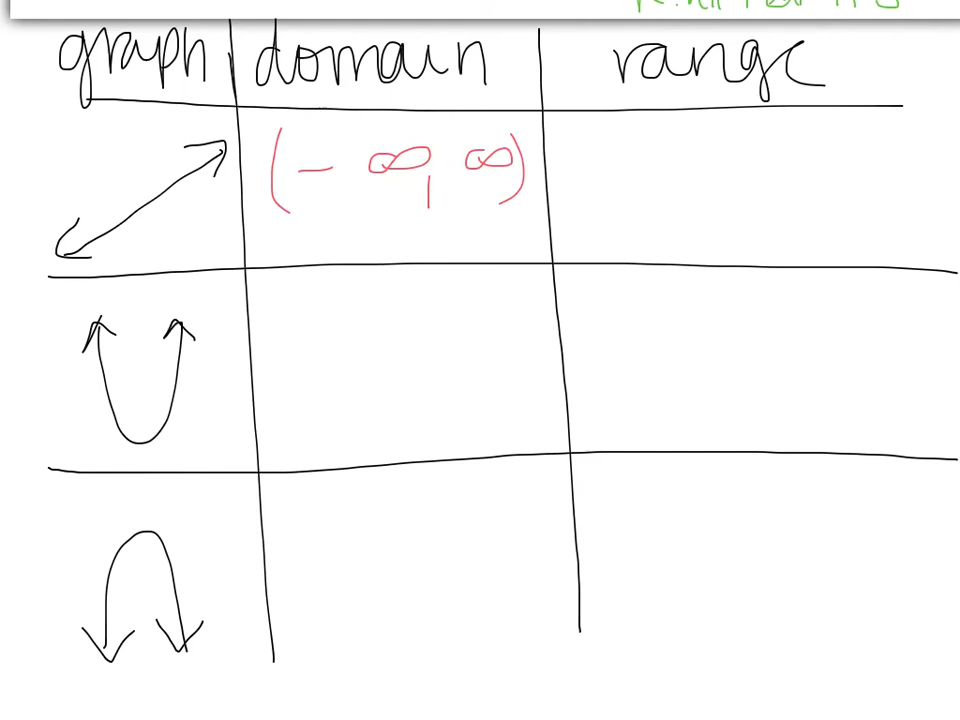 graph domain range
(- ∞, ∞)